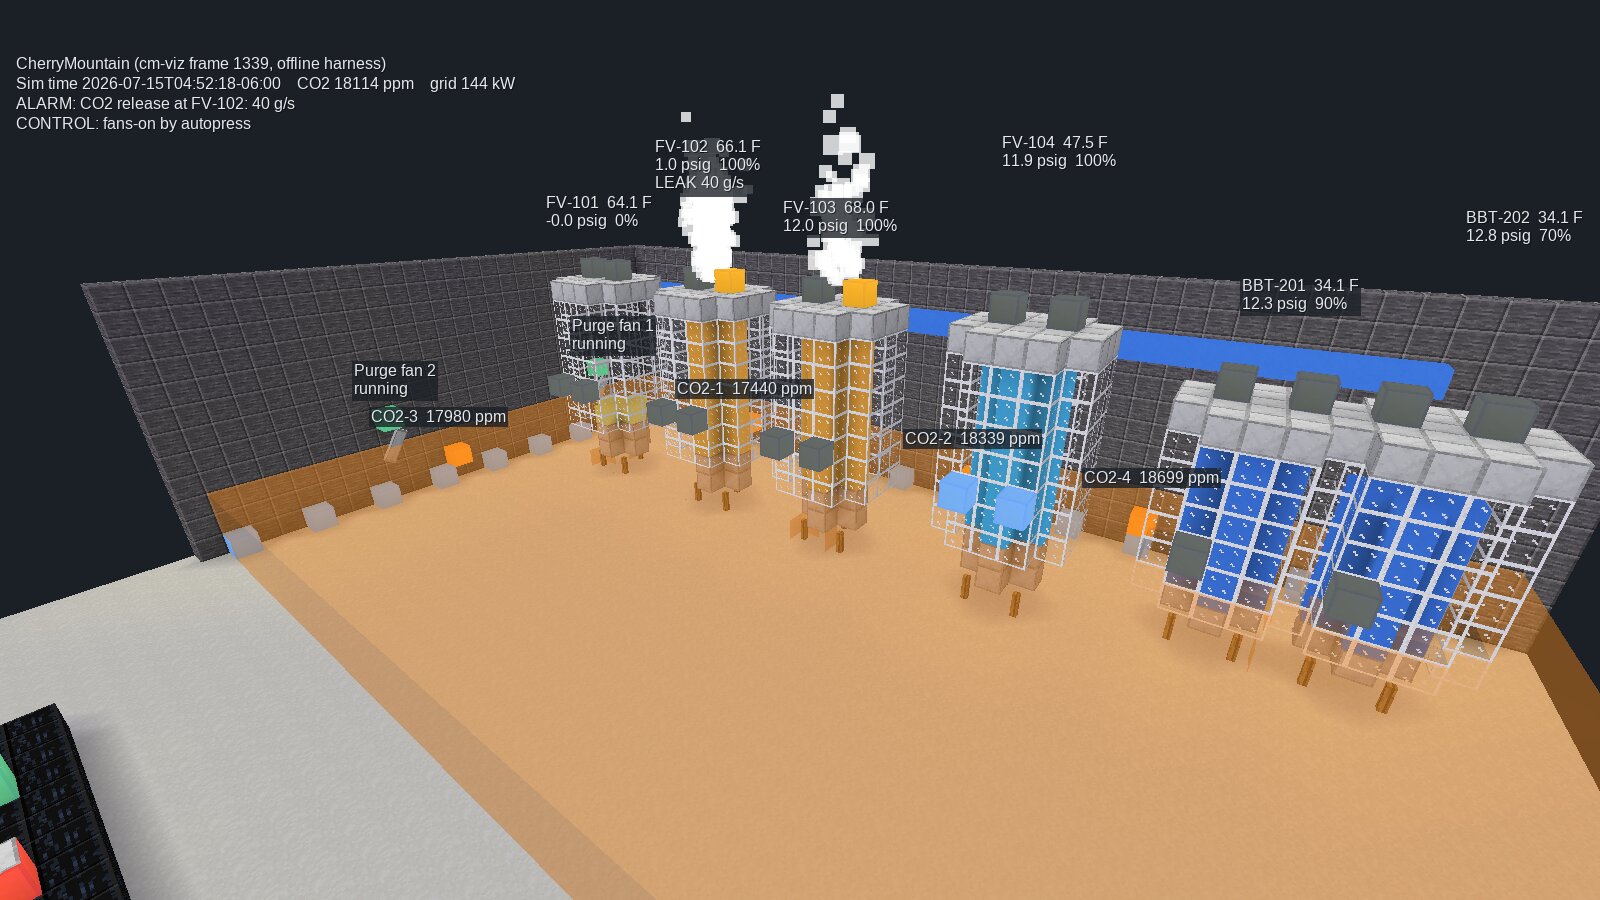 CherryMountain (cm-viz frame 1339, offline harness)
Sim time 2026-07-15T04:52:18-06:00    CO2 18114 ppm    grid 144 kW
ALARM: CO2 release at FV-102: 40 g/s
CONTROL: fans-on by autopress
FV-102  66.1 F
1.0 psig  100%
LEAK 40 g/s
FV-104  47.5 F
11.9 psig  100%
FV-101  64.1 F
-0.0 psig  0%
FV-103  68.0 F
12.0 psig  100%
BBT-202  34.1 F
12.8 psig  70%
BBT-201  34.1 F
12.3 psig  90%
Purge fan 1
running
Purge fan 2
running
CO2-1  17440 ppm
CO2-3  17980 ppm
CO2-2  18339 ppm
CO2-4  18699 ppm